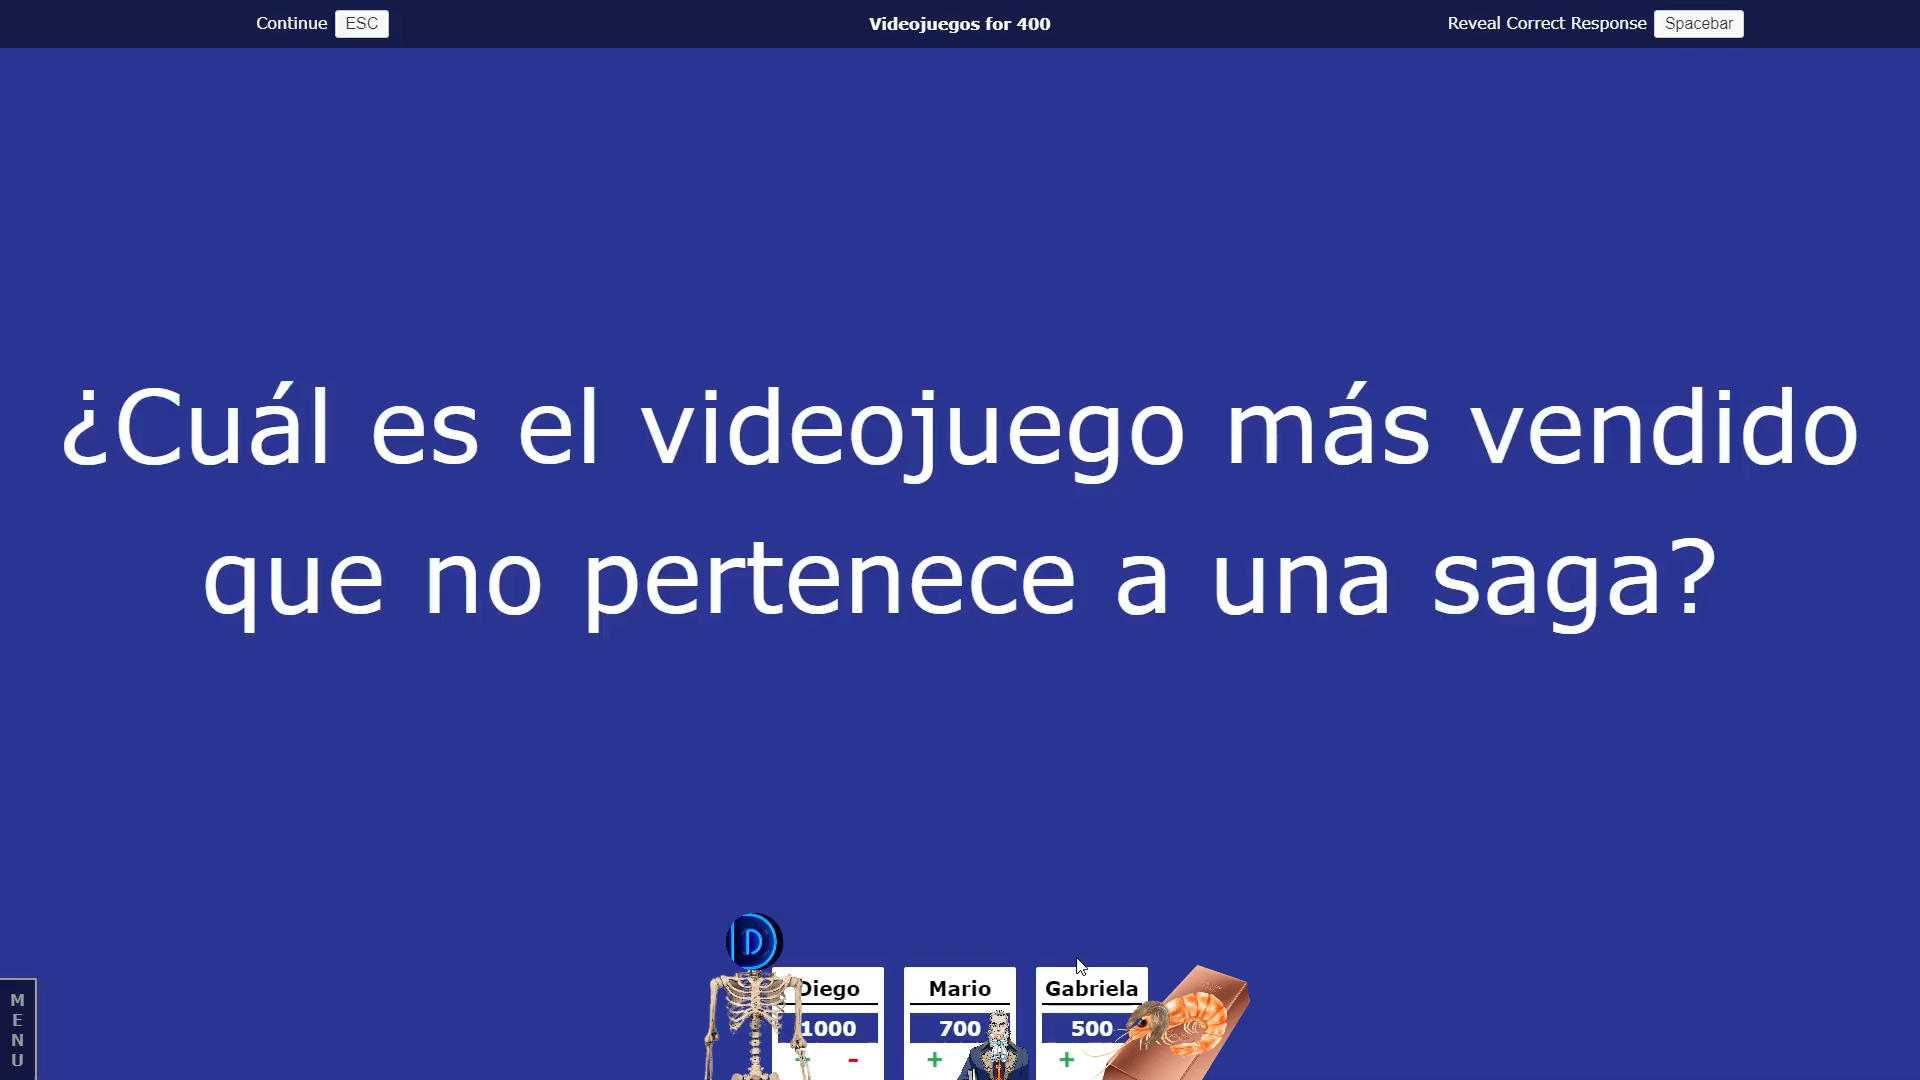 Continue ESC
Videojuegos for 400
Reveal Correct Response Spacebar
¿Cuál es el videojuego más vendido
que no pertenece a una saga?
D
Diego
1000
+ -
Mario
700
+
Gabriela
500
+
MENU